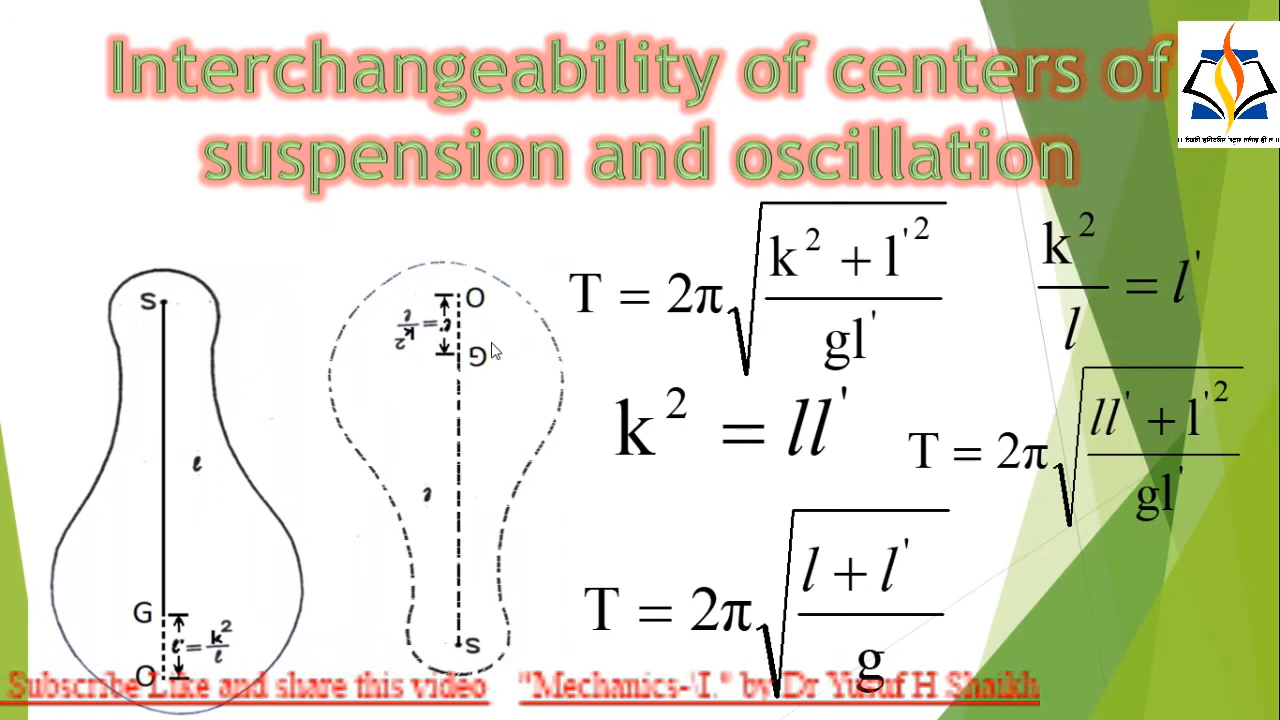 Interchangeability of centers of
suspension and oscillation
S
l
G
l' = k²/l
O
O
l' = k²/l
G
l
S
T = 2π√((k² + l'²)/(gl'))
k²/l = l'
k² = ll'
T = 2π√((ll' + l'²)/(gl'))
T = 2π√((l + l')/g)
Subscribe Like and share this video "Mechanics-\I." by Dr Yusuf H Shaikh